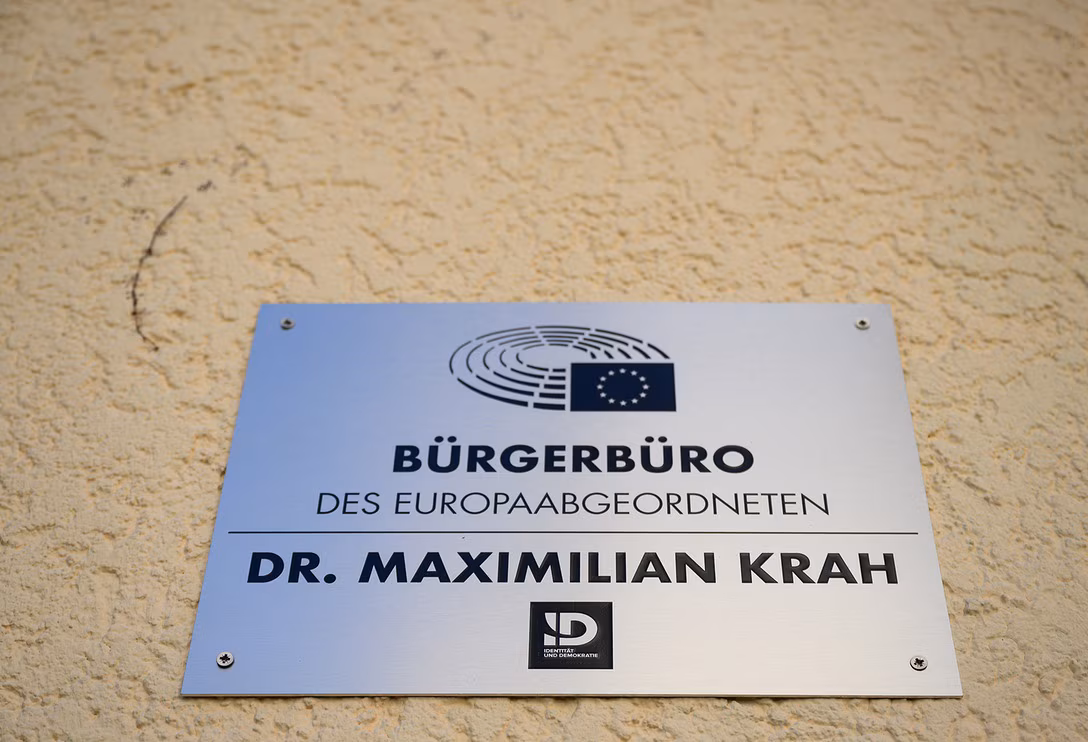 BÜRGERBÜRO
DES EUROPAABGEORDNETEN
DR. MAXIMILIAN KRAH
ID
IDENTITÄT
UND DEMOKRATIE